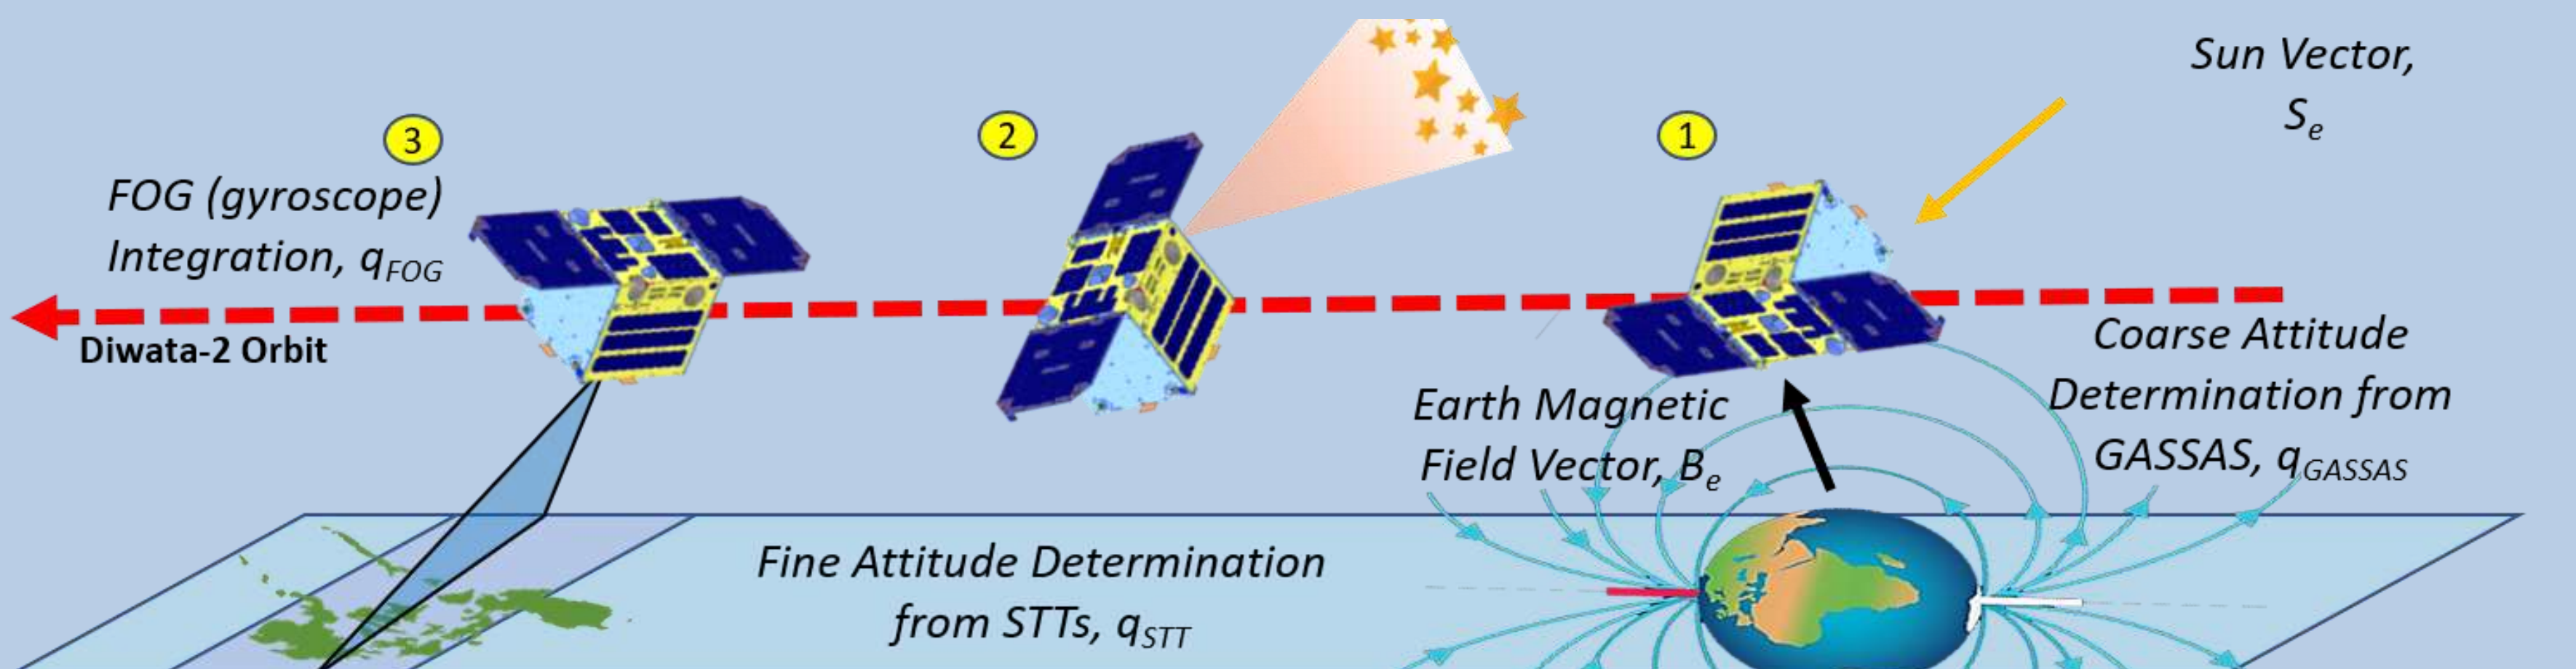 3
FOG (gyroscope)
Integration, qFOG
Diwata-2 Orbit
2
Fine Attitude Determination
from STTs, qSTT
1
Sun Vector,
Se
Earth Magnetic
Field Vector, Be
Coarse Attitude
Determination from
GASSAS, qGASSAS